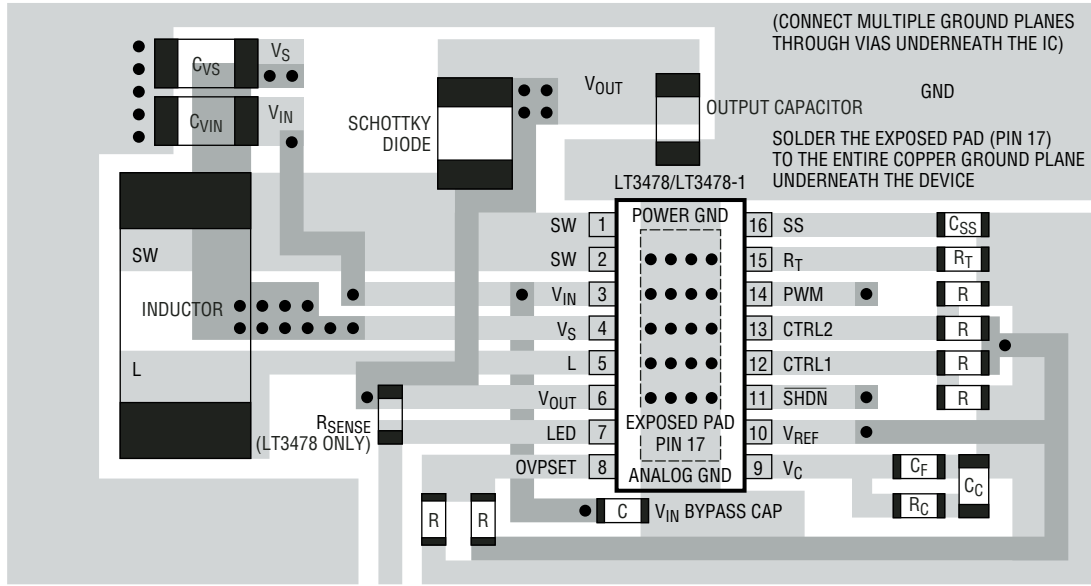 (CONNECT MULTIPLE GROUND PLANES
THROUGH VIAS UNDERNEATH THE IC)
VS
CVS
VIN
CVIN
VOUT
OUTPUT CAPACITOR
GND
SCHOTTKY
DIODE
SOLDER THE EXPOSED PAD (PIN 17)
TO THE ENTIRE COPPER GROUND PLANE
UNDERNEATH THE DEVICE
LT3478/LT3478-1
POWER GND
SW 1
16 SS
CSS
SW
SW 2
15 RT
RT
INDUCTOR
VIN 3
14 PWM
R
VS 4
13 CTRL2
R
L
L 5
12 CTRL1
R
VOUT 6
11 SHDN
R
RSENSE
(LT3478 ONLY)
EXPOSED PAD
PIN 17
LED 7
10 VREF
OVPSET 8
ANALOG GND
9 VC
CF
CC
RC
R
R
C
VIN BYPASS CAP